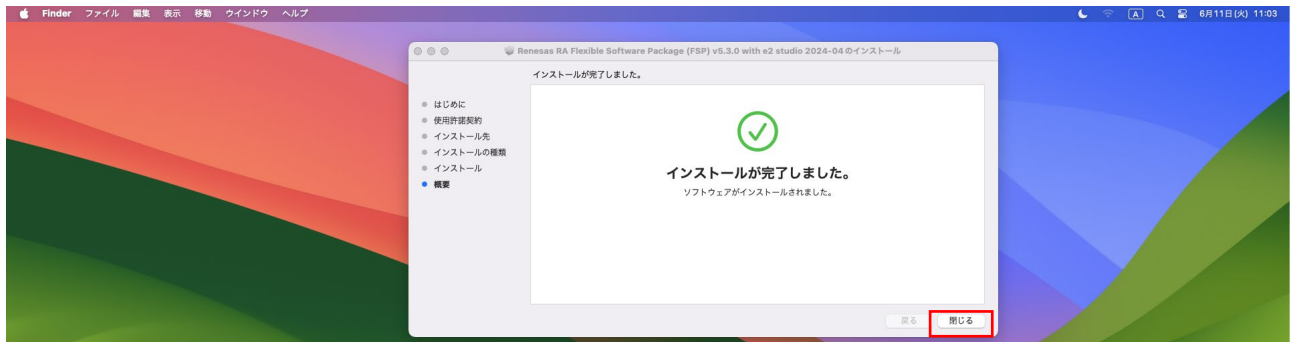 Finder ファイル 編集 表示 移動 ウインドウ ヘルプ A 6月11日(火) 11:03
Renesas RA Flexible Software Package (FSP) v5.3.0 with e2 studio 2024-04 のインストール
インストールが完了しました。
はじめに
使用許諾契約
インストール先
インストールの種類
インストール
概要
インストールが完了しました。
ソフトウェアがインストールされました。
戻る 閉じる